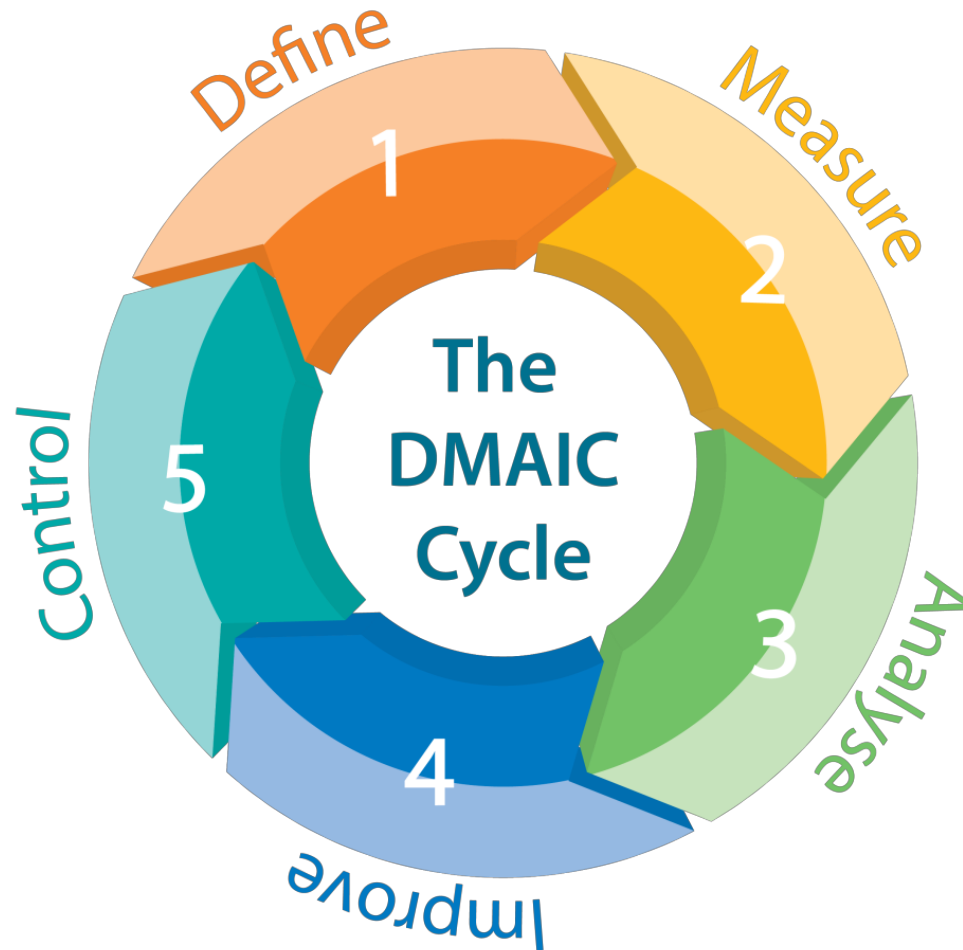 The
DMAIC
Cycle
Define
1
Measure
2
Analyse
3
Improve
4
Control
5